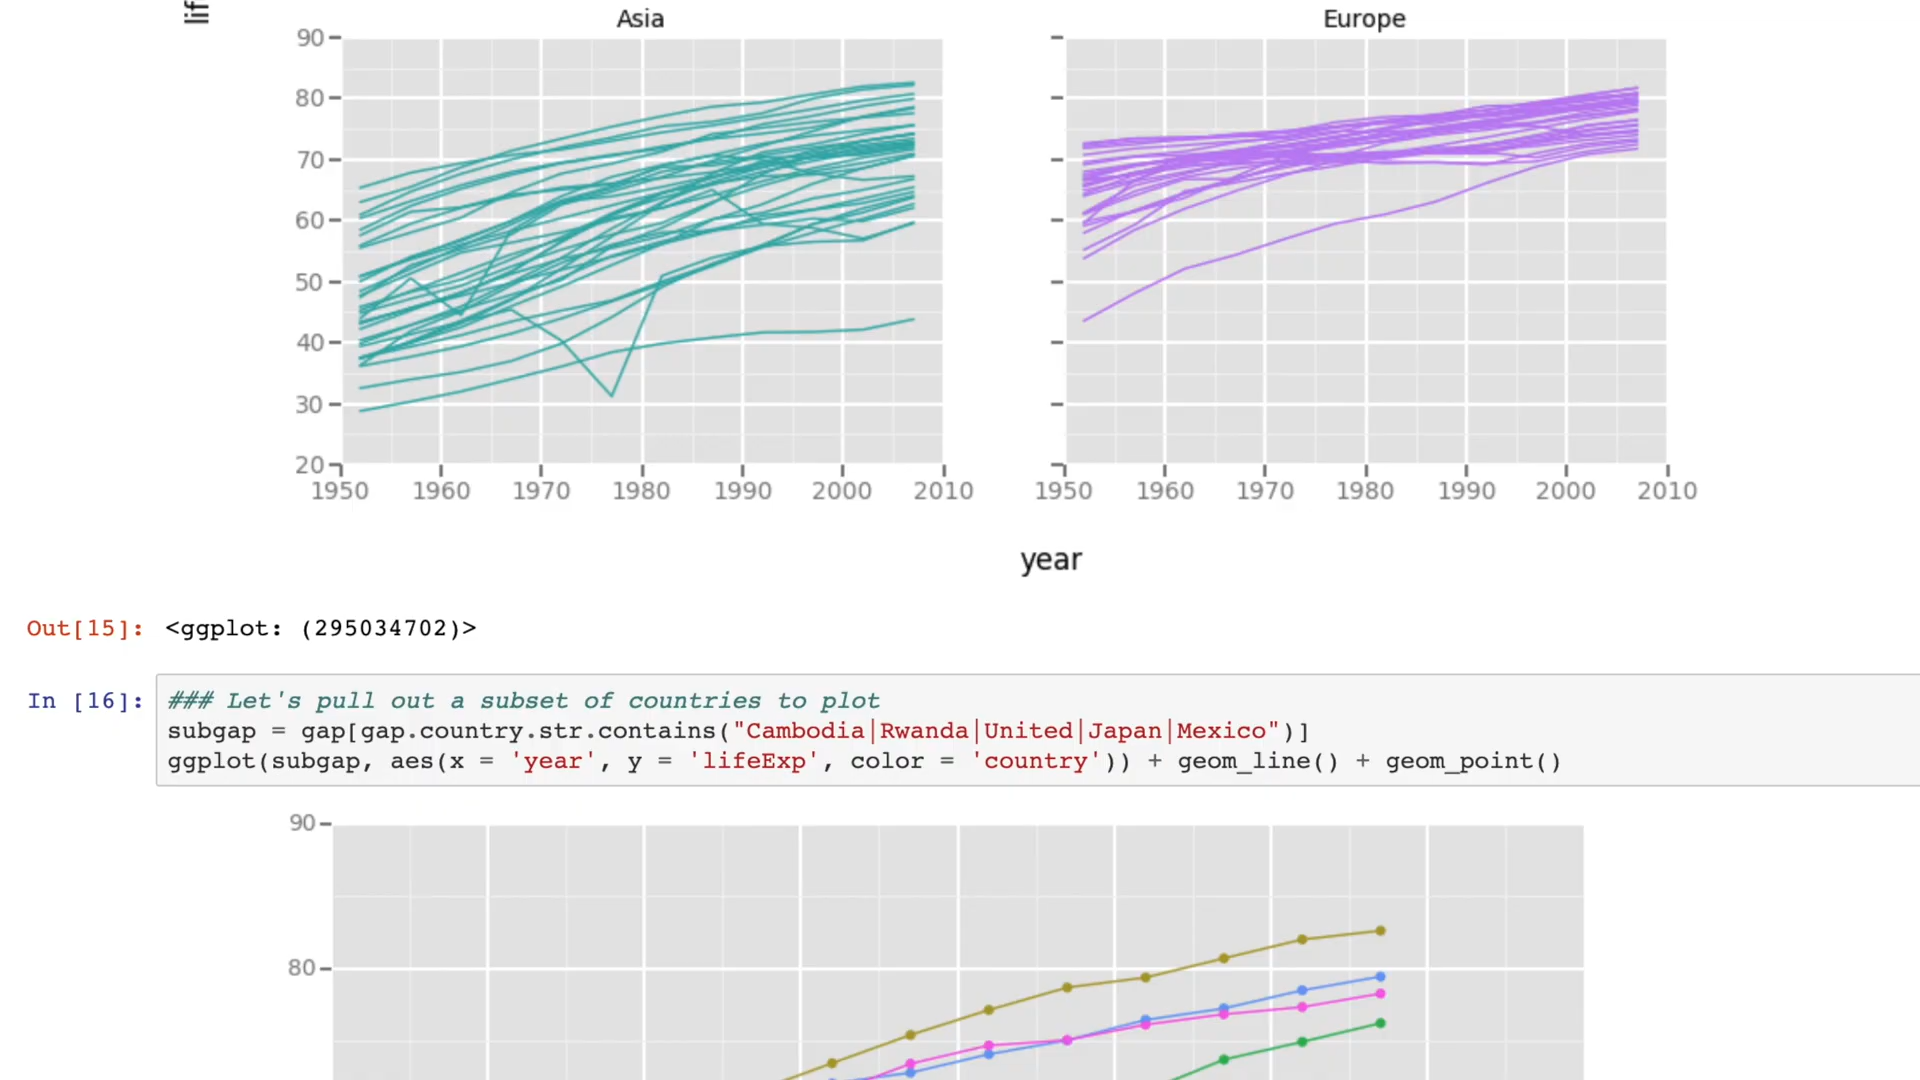 lif
Asia
Europe
90
80
70
60
50
40
30
20
1950 1960 1970 1980 1990 2000 2010
1950 1960 1970 1980 1990 2000 2010
year
Out[15]: <ggplot: (295034702)>
In [16]: ### Let's pull out a subset of countries to plot
subgap = gap[gap.country.str.contains("Cambodia|Rwanda|United|Japan|Mexico")]
ggplot(subgap, aes(x = 'year', y = 'lifeExp', color = 'country')) + geom_line() + geom_point()
90
80